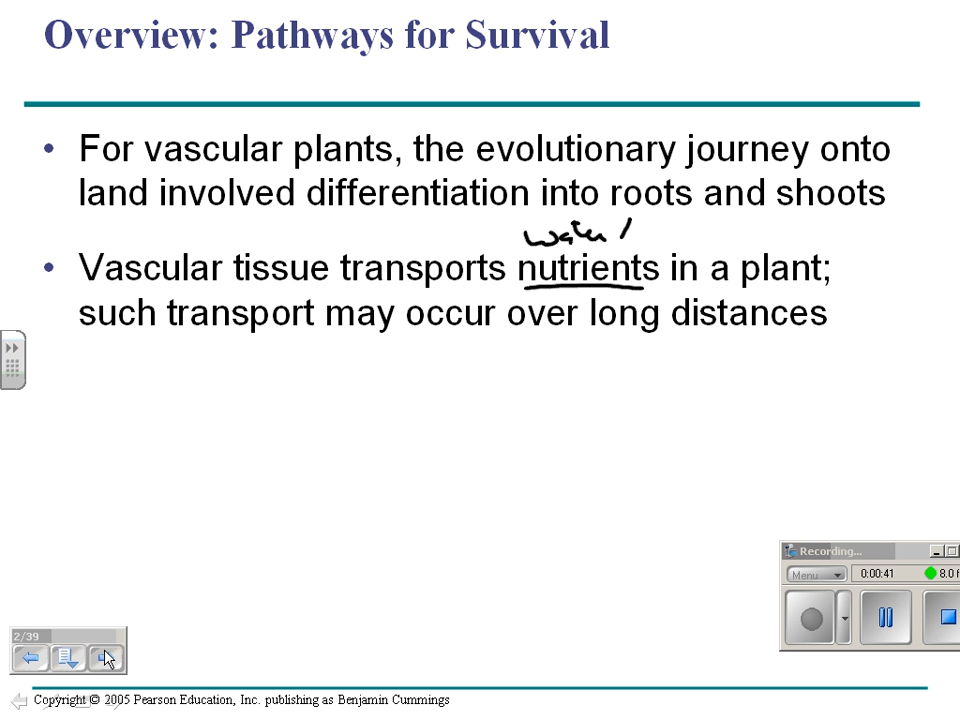 Overview: Pathways for Survival
• For vascular plants, the evolutionary journey onto
land involved differentiation into roots and shoots
water /
• Vascular tissue transports nutrients in a plant;
such transport may occur over long distances
Recording...
Menu
0:00:41
8.0 f
2/39
Copyright © 2005 Pearson Education, Inc. publishing as Benjamin Cummings